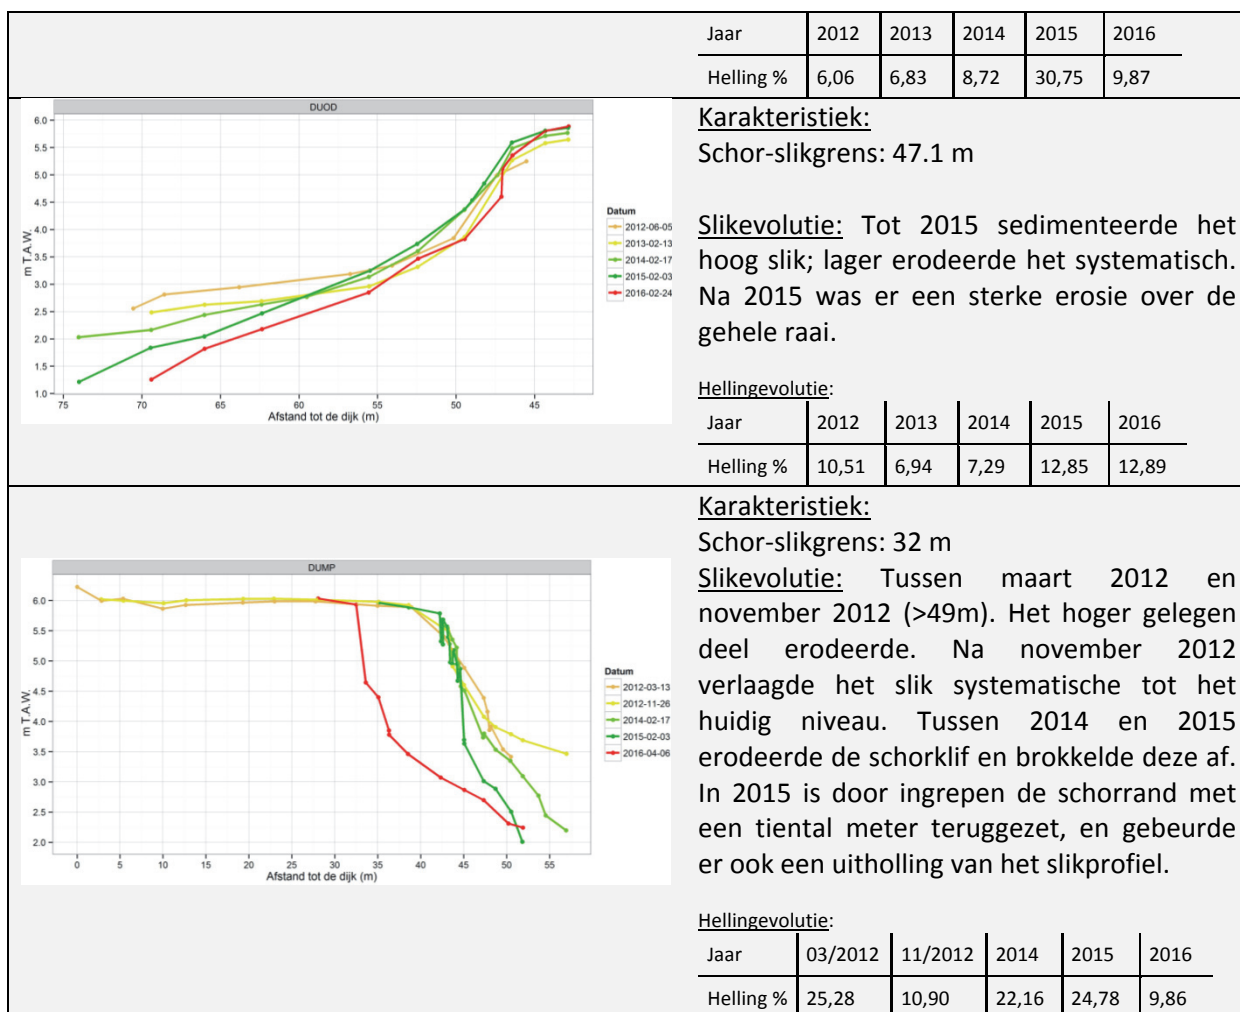 Jaar 2012 2013 2014 2015 2016
Helling % 6,06 6,83 8,72 30,75 9,87
DUOD
6.0
5.5
5.0
4.5
4.0
3.5
3.0
2.5
2.0
1.5
1.0
m T.A.W.
75 70 65 60 55 50 45
Afstand tot de dijk (m)
Datum
2012-06-05
2013-02-13
2014-02-17
2015-02-03
2016-02-24
Karakteristiek:
Schor-slikgrens: 47.1 m
Slikevolutie: Tot 2015 sedimenteerde het
hoog slik; lager erodeerde het systematisch.
Na 2015 was er een sterke erosie over de
gehele raai.
Hellingevolutie:
Jaar 2012 2013 2014 2015 2016
Helling % 10,51 6,94 7,29 12,85 12,89
DUMP
6.0
5.5
5.0
4.5
4.0
3.5
3.0
2.5
2.0
m T.A.W.
0 5 10 15 20 25 30 35 40 45 50 55
Afstand tot de dijk (m)
Datum
2012-03-13
2012-11-26
2014-02-17
2015-02-03
2016-04-06
Karakteristiek:
Schor-slikgrens: 32 m
Slikevolutie: Tussen maart 2012 en
november 2012 (>49m). Het hoger gelegen
deel erodeerde. Na november 2012
verlaagde het slik systematische tot het
huidig niveau. Tussen 2014 en 2015
erodeerde de schorklif en brokkelde deze af.
In 2015 is door ingrepen de schorrand met
een tiental meter teruggezet, en gebeurde
er ook een uitholling van het slikprofiel.
Hellingevolutie:
Jaar 03/2012 11/2012 2014 2015 2016
Helling % 25,28 10,90 22,16 24,78 9,86